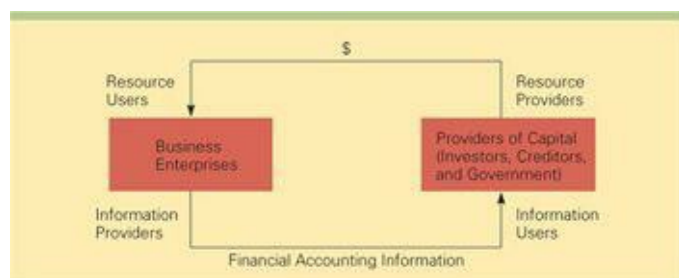 $
Resource
Users
Resource
Providers
Business
Enterprises
Providers of Capital
(Investors, Creditors,
and Government)
Information
Providers
Information
Users
Financial Accounting Information